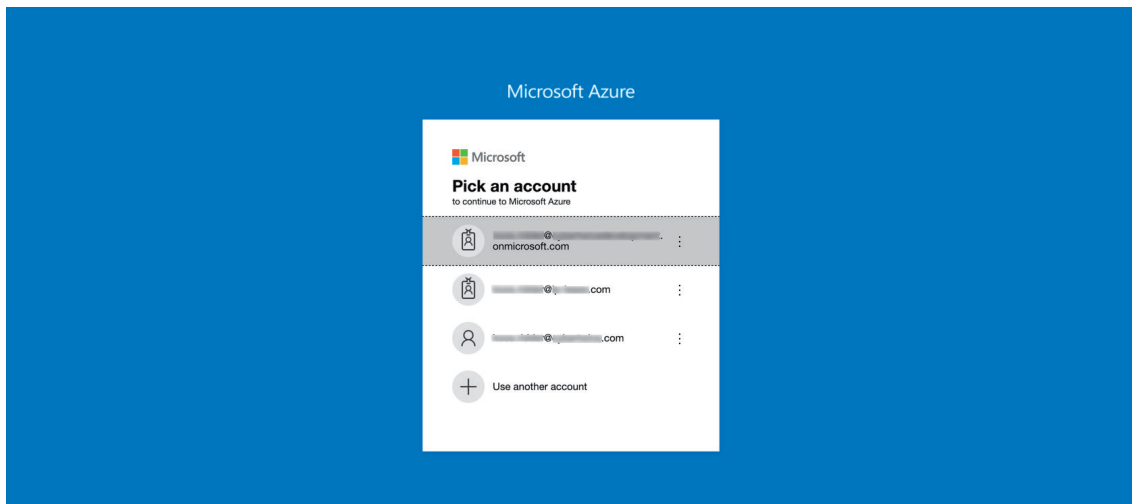 Microsoft Azure
Microsoft
Pick an account
to continue to Microsoft Azure
@
onmicrosoft.com
@ .com
@ .com
Use another account